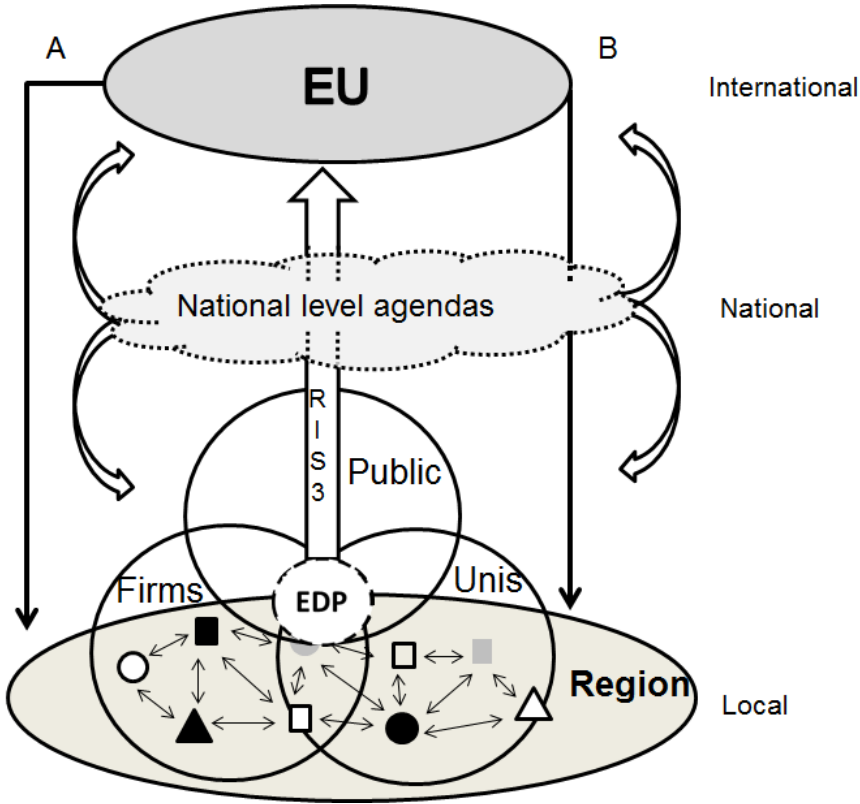 A
B
EU
International
National level agendas
National
R
I
S
3
Public
Firms
Unis
EDP
Region
Local